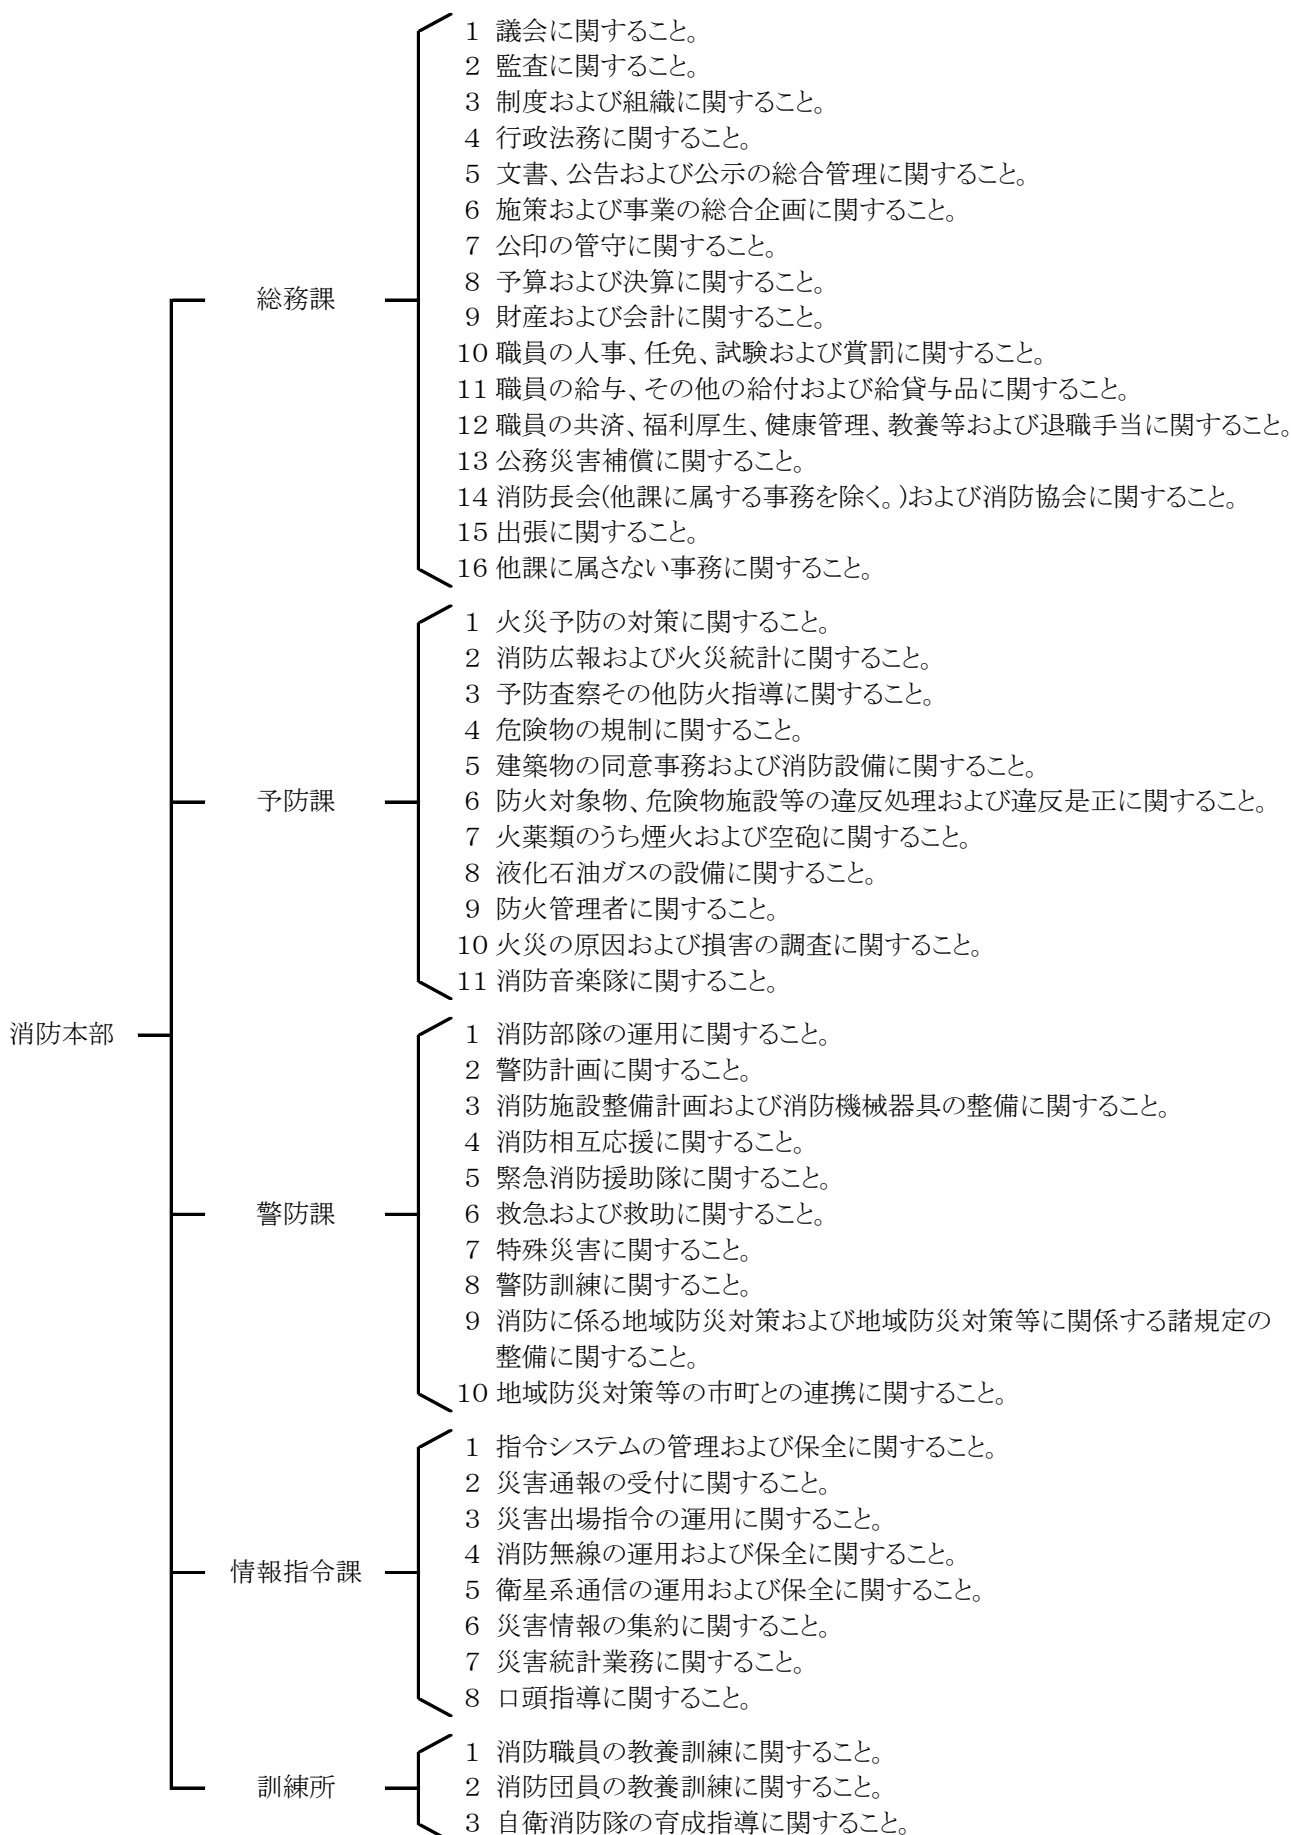 消防本部
総務課
1 議会に関すること。
2 監査に関すること。
3 制度および組織に関すること。
4 行政法務に関すること。
5 文書、公告および公示の総合管理に関すること。
6 施策および事業の総合企画に関すること。
7 公印の管守に関すること。
8 予算および決算に関すること。
9 財産および会計に関すること。
10 職員の人事、任免、試験および賞罰に関すること。
11 職員の給与、その他の給付および給貸与品に関すること。
12 職員の共済、福利厚生、健康管理、教養等および退職手当に関すること。
13 公務災害補償に関すること。
14 消防長会(他課に属する事務を除く。)および消防協会に関すること。
15 出張に関すること。
16 他課に属さない事務に関すること。
予防課
1 火災予防の対策に関すること。
2 消防広報および火災統計に関すること。
3 予防査察その他防火指導に関すること。
4 危険物の規制に関すること。
5 建築物の同意事務および消防設備に関すること。
6 防火対象物、危険物施設等の違反処理および違反是正に関すること。
7 火薬類のうち煙火および空砲に関すること。
8 液化石油ガスの設備に関すること。
9 防火管理者に関すること。
10 火災の原因および損害の調査に関すること。
11 消防音楽隊に関すること。
警防課
1 消防部隊の運用に関すること。
2 警防計画に関すること。
3 消防施設整備計画および消防機械器具の整備に関すること。
4 消防相互応援に関すること。
5 緊急消防援助隊に関すること。
6 救急および救助に関すること。
7 特殊災害に関すること。
8 警防訓練に関すること。
9 消防に係る地域防災対策および地域防災対策等に関係する諸規定の
整備に関すること。
10 地域防災対策等の市町との連携に関すること。
情報指令課
1 指令システムの管理および保全に関すること。
2 災害通報の受付に関すること。
3 災害出場指令の運用に関すること。
4 消防無線の運用および保全に関すること。
5 衛星系通信の運用および保全に関すること。
6 災害情報の集約に関すること。
7 災害統計業務に関すること。
8 口頭指導に関すること。
訓練所
1 消防職員の教養訓練に関すること。
2 消防団員の教養訓練に関すること。
3 自衛消防隊の育成指導に関すること。